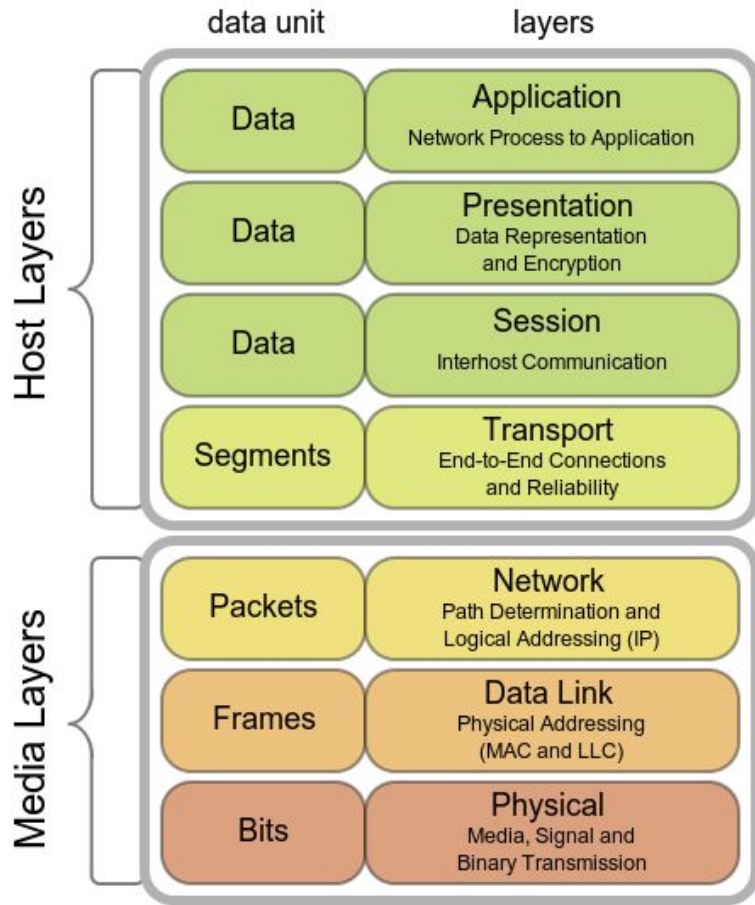 data unit
layers
Host Layers
Data
Application
Network Process to Application
Data
Presentation
Data Representation
and Encryption
Data
Session
Interhost Communication
Segments
Transport
End-to-End Connections
and Reliability
Media Layers
Packets
Network
Path Determination and
Logical Addressing (IP)
Frames
Data Link
Physical Addressing
(MAC and LLC)
Bits
Physical
Media, Signal and
Binary Transmission